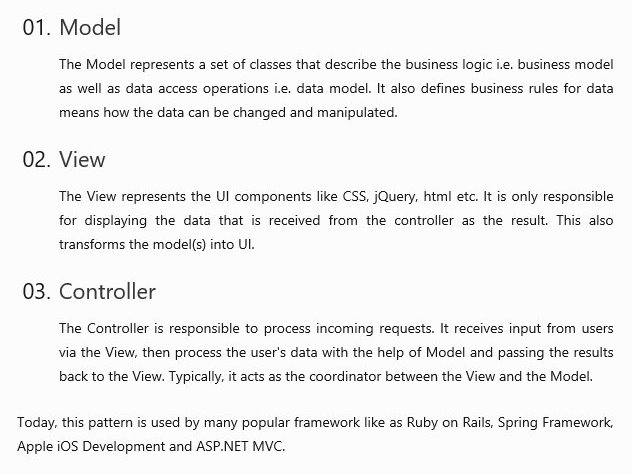 01. Model
The Model represents a set of classes that describe the business logic i.e. business model
as well as data access operations i.e. data model. It also defines business rules for data
means how the data can be changed and manipulated.
02. View
The View represents the UI components like CSS, jQuery, html etc. It is only responsible
for displaying the data that is received from the controller as the result. This also
transforms the model(s) into UI.
03. Controller
The Controller is responsible to process incoming requests. It receives input from users
via the View, then process the user's data with the help of Model and passing the results
back to the View. Typically, it acts as the coordinator between the View and the Model.
Today, this pattern is used by many popular framework like as Ruby on Rails, Spring Framework,
Apple iOS Development and ASP.NET MVC.